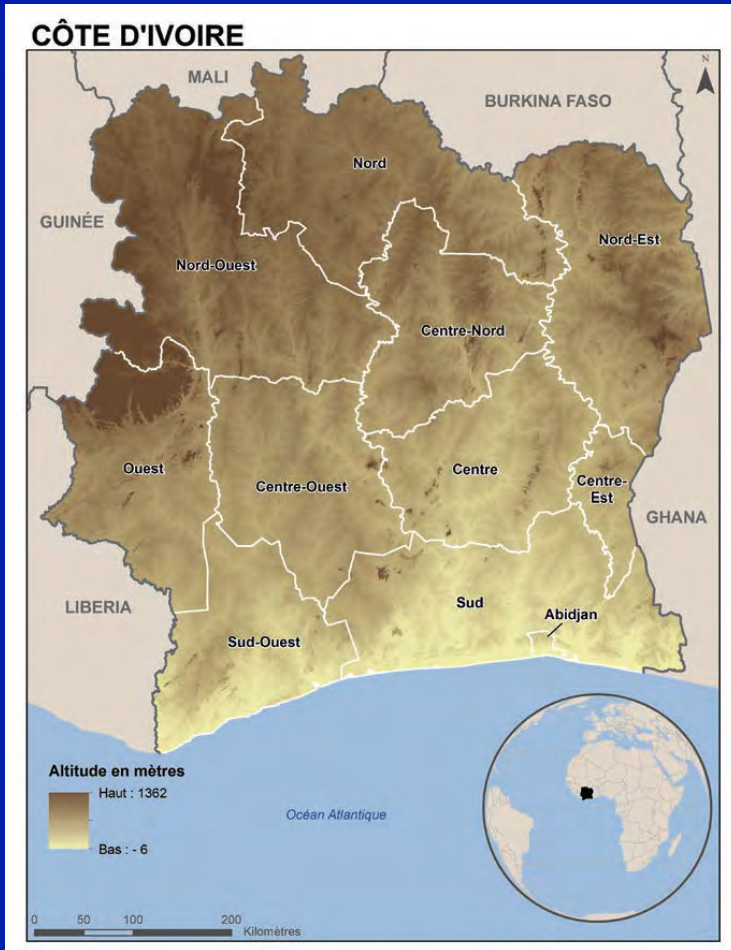 CÔTE D'IVOIRE
N
MALI
BURKINA FASO
Nord
GUINÉE
Nord-Est
Nord-Ouest
Centre-Nord
Ouest
Centre-Ouest
Centre
Centre-
Est
GHANA
LIBERIA
Sud
Abidjan
Sud-Ouest
Altitude en mètres
Haut : 1362
Bas : - 6
Océan Atlantique
0 50 100 200
Kilomètres